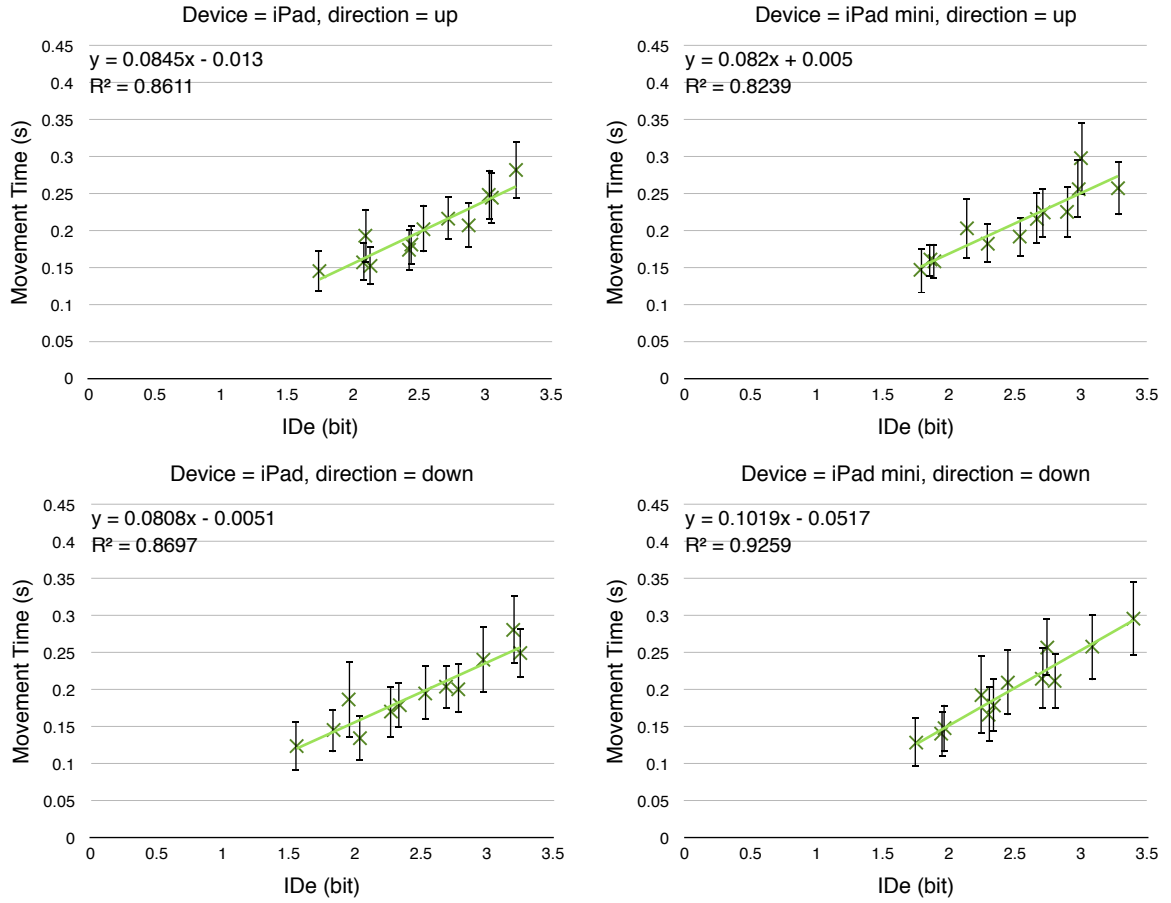 Device = iPad, direction = up
y = 0.0845x - 0.013
R² = 0.8611
Movement Time (s)
0.45
0.4
0.35
0.3
0.25
0.2
0.15
0.1
0.05
0
0 0.5 1 1.5 2 2.5 3 3.5
IDe (bit)
Device = iPad mini, direction = up
y = 0.082x + 0.005
R² = 0.8239
Movement Time (s)
0.45
0.4
0.35
0.3
0.25
0.2
0.15
0.1
0.05
0
0 0.5 1 1.5 2 2.5 3 3.5
IDe (bit)
Device = iPad, direction = down
y = 0.0808x - 0.0051
R² = 0.8697
Movement Time (s)
0.45
0.4
0.35
0.3
0.25
0.2
0.15
0.1
0.05
0
0 0.5 1 1.5 2 2.5 3 3.5
IDe (bit)
Device = iPad mini, direction = down
y = 0.1019x - 0.0517
R² = 0.9259
Movement Time (s)
0.45
0.4
0.35
0.3
0.25
0.2
0.15
0.1
0.05
0
0 0.5 1 1.5 2 2.5 3 3.5
IDe (bit)